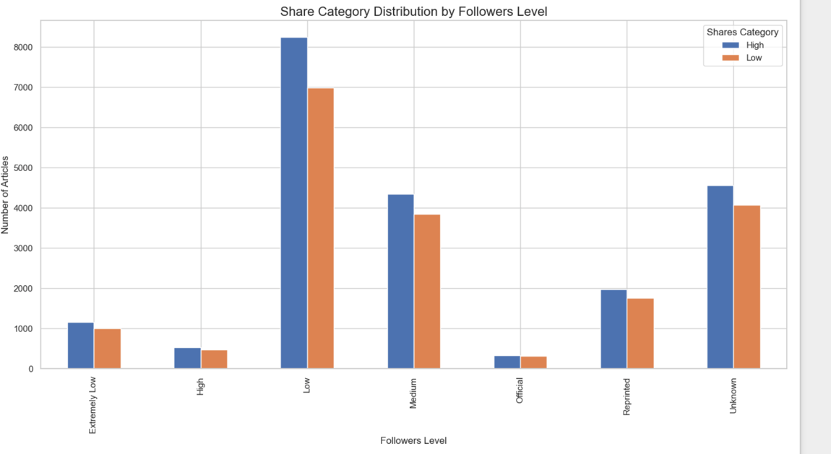 Share Category Distribution by Followers Level
Shares Category
High
Low
8000
7000
6000
5000
4000
3000
2000
1000
0
Number of Articles
Extremely Low
High
Low
Medium
Official
Reprinted
Unknown
Followers Level